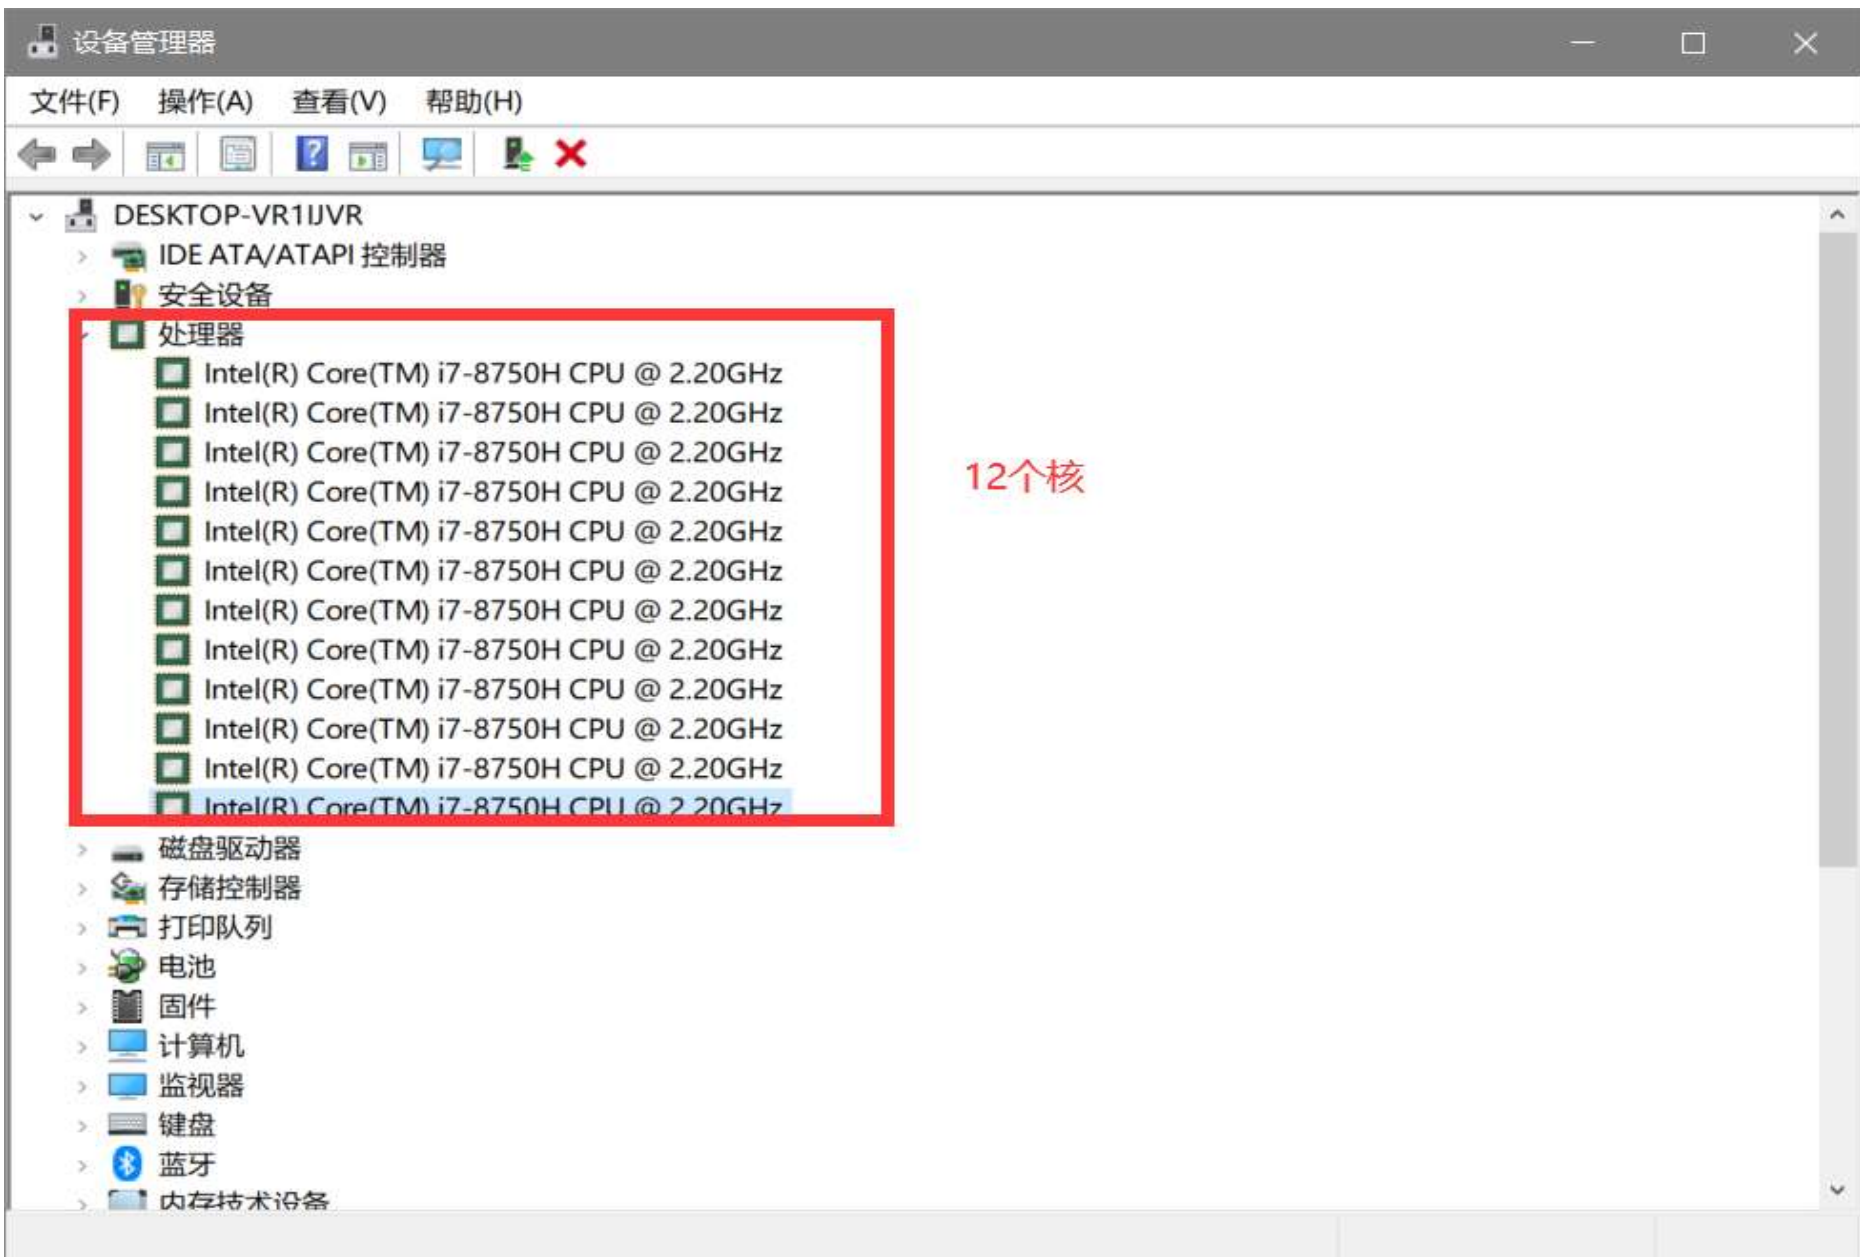 设备管理器
文件(F) 操作(A) 查看(V) 帮助(H)
DESKTOP-VR1IJVR
IDE ATA/ATAPI 控制器
安全设备
处理器
Intel(R) Core(TM) i7-8750H CPU @ 2.20GHz
Intel(R) Core(TM) i7-8750H CPU @ 2.20GHz
Intel(R) Core(TM) i7-8750H CPU @ 2.20GHz
Intel(R) Core(TM) i7-8750H CPU @ 2.20GHz
12个核
Intel(R) Core(TM) i7-8750H CPU @ 2.20GHz
Intel(R) Core(TM) i7-8750H CPU @ 2.20GHz
Intel(R) Core(TM) i7-8750H CPU @ 2.20GHz
Intel(R) Core(TM) i7-8750H CPU @ 2.20GHz
Intel(R) Core(TM) i7-8750H CPU @ 2.20GHz
Intel(R) Core(TM) i7-8750H CPU @ 2.20GHz
Intel(R) Core(TM) i7-8750H CPU @ 2.20GHz
Intel(R) Core(TM) i7-8750H CPU @ 2.20GHz
磁盘驱动器
存储控制器
打印队列
电池
固件
计算机
监视器
键盘
蓝牙
内存技术设备